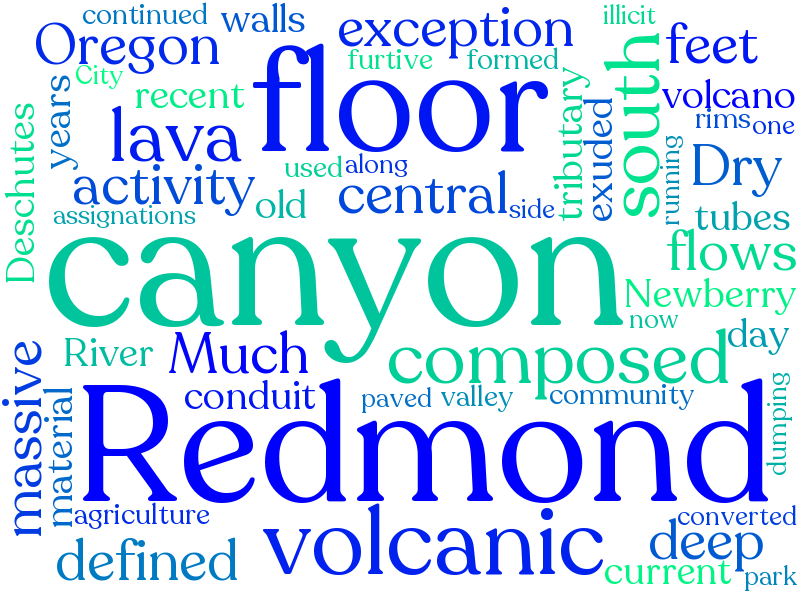 continued
walls
exception
illicit
Oregon
furtive
formed
feet
City
recent
floor
south
volcano
years
lava
tributary
exuded
rims
one
Deschutes
activity
used
along
central
running
Dry
assignations
old
side
tubes
canyon
flows
Newberry
now
River
Much
composed
day
massive
material
conduit
paved
valley
community
dumping
Redmond
agriculture
volcanic
converted
defined
deep
current
park